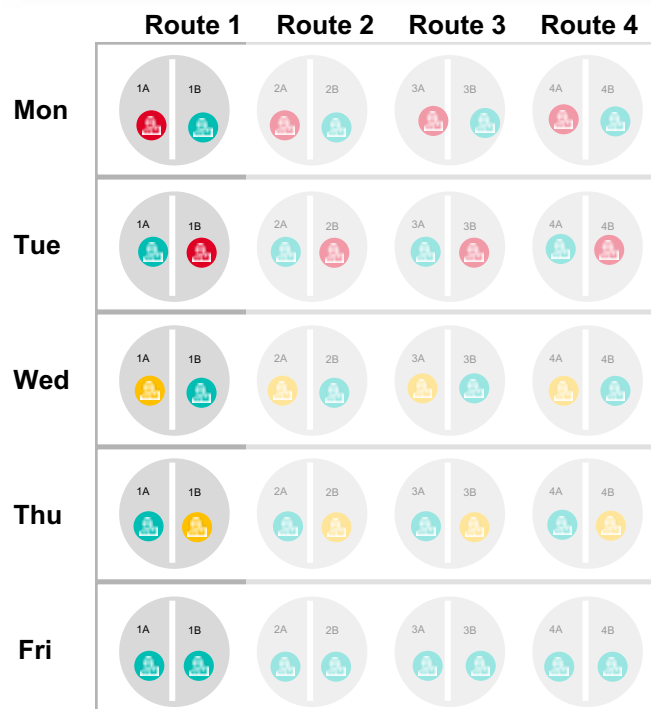 Route 1 Route 2 Route 3 Route 4
Mon
1A 1B 2A 2B 3A 3B 4A 4B
Tue
1A 1B 2A 2B 3A 3B 4A 4B
Wed
1A 1B 2A 2B 3A 3B 4A 4B
Thu
1A 1B 2A 2B 3A 3B 4A 4B
Fri
1A 1B 2A 2B 3A 3B 4A 4B